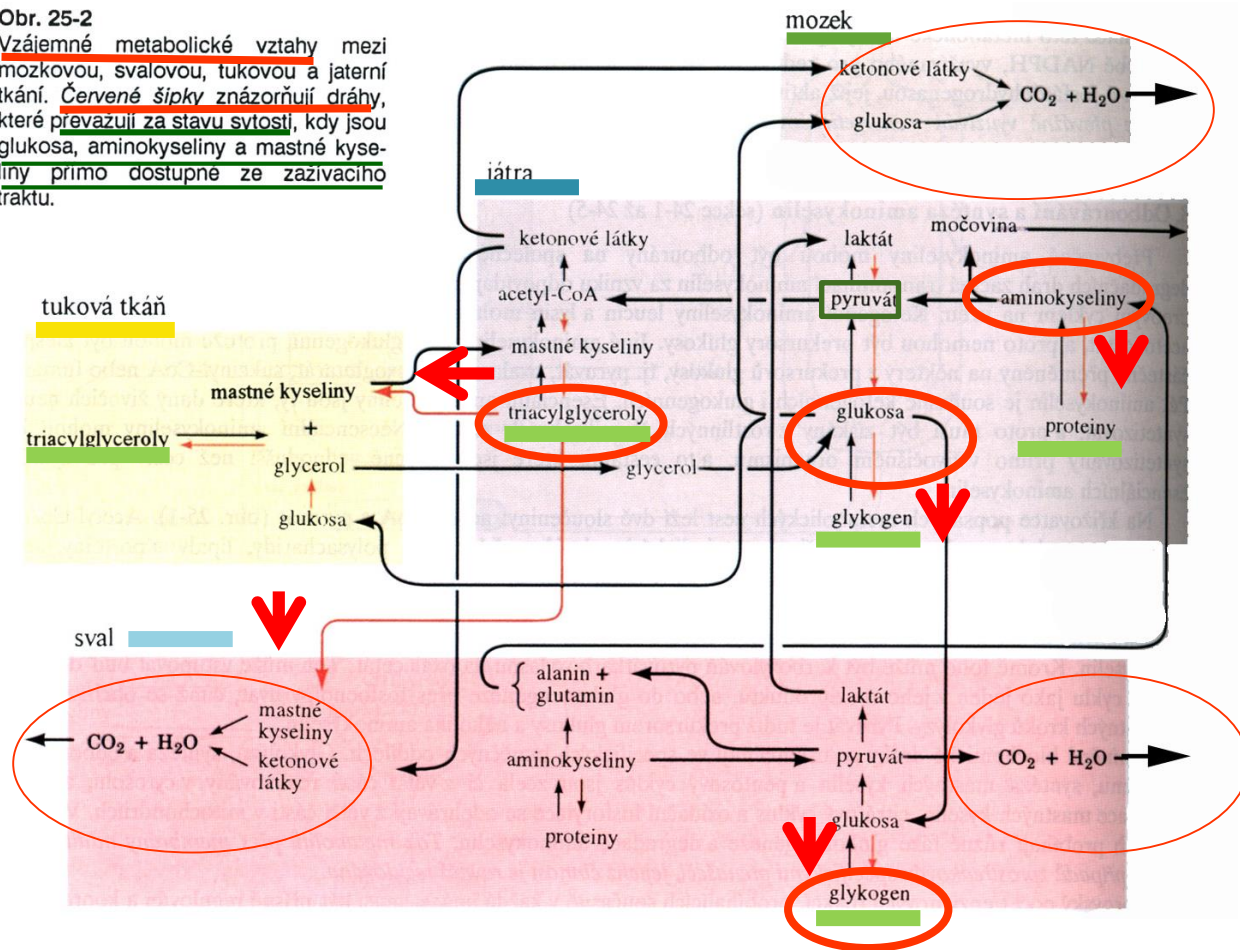 Obr. 25-2
Vzájemné metabolické vztahy mezi
mozkovou, svalovou, tukovou a jaterní
tkání. Červené šipky znázorňují dráhy,
které převažují za stavu sytosti, kdy jsou
glukosa, aminokyseliny a mastné kyse-
liny přímo dostupné ze zažívacího
traktu.
mozek
ketonové látky
CO₂ + H₂O
glukosa
játra
ketonové látky
laktát
močovina
acetyl-CoA
pyruvát
aminokyseliny
mastné kyseliny
triacylglyceroly
glukosa
proteiny
glycerol
glykogen
tuková tkáň
mastné kyseliny
+
triacylglyceroly
glycerol
glukosa
sval
mastné
kyseliny
CO₂ + H₂O
ketonové
látky
alanin +
glutamin
laktát
aminokyseliny
pyruvát
CO₂ + H₂O
proteiny
glukosa
glykogen